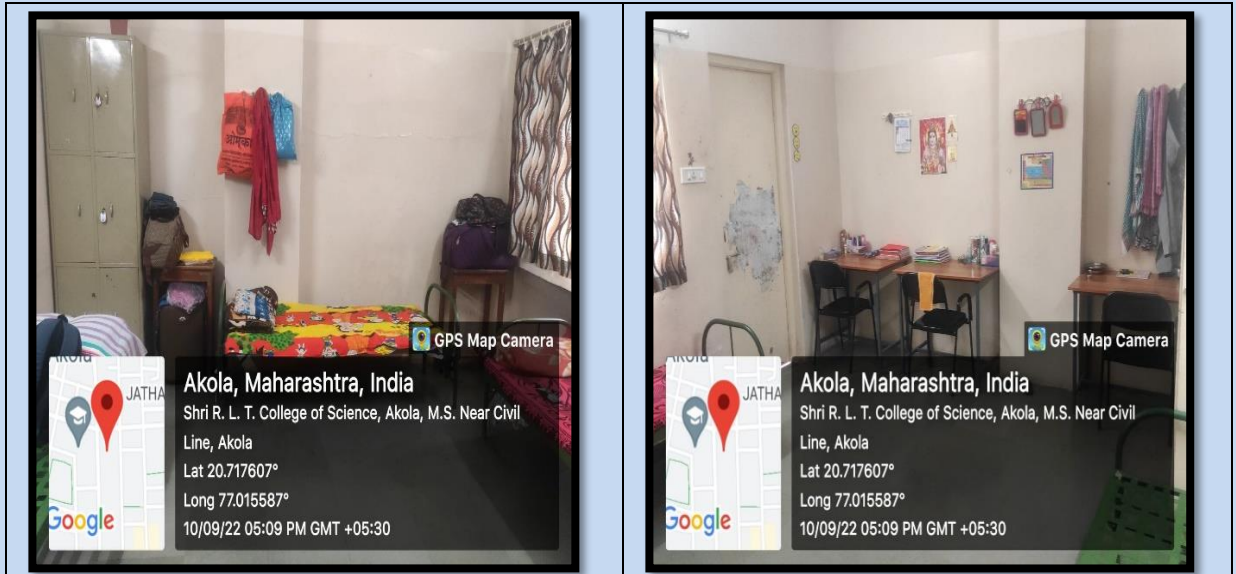 ओम्का
GPS Map Camera
Akola
JATHA
Google
Akola, Maharashtra, India
Shri R. L. T. College of Science, Akola, M.S. Near Civil
Line, Akola
Lat 20.717607°
Long 77.015587°
10/09/22 05:09 PM GMT +05:30
GPS Map Camera
Akola
JATHA
Google
Akola, Maharashtra, India
Shri R. L. T. College of Science, Akola, M.S. Near Civil
Line, Akola
Lat 20.717607°
Long 77.015587°
10/09/22 05:09 PM GMT +05:30